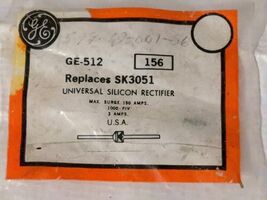 GE
GE-512 156
Replaces SK3051
UNIVERSAL SILICON RECTIFIER
MAX. SURGE 150 AMPS.
1000 PIV
3 AMPS.
U.S.A.